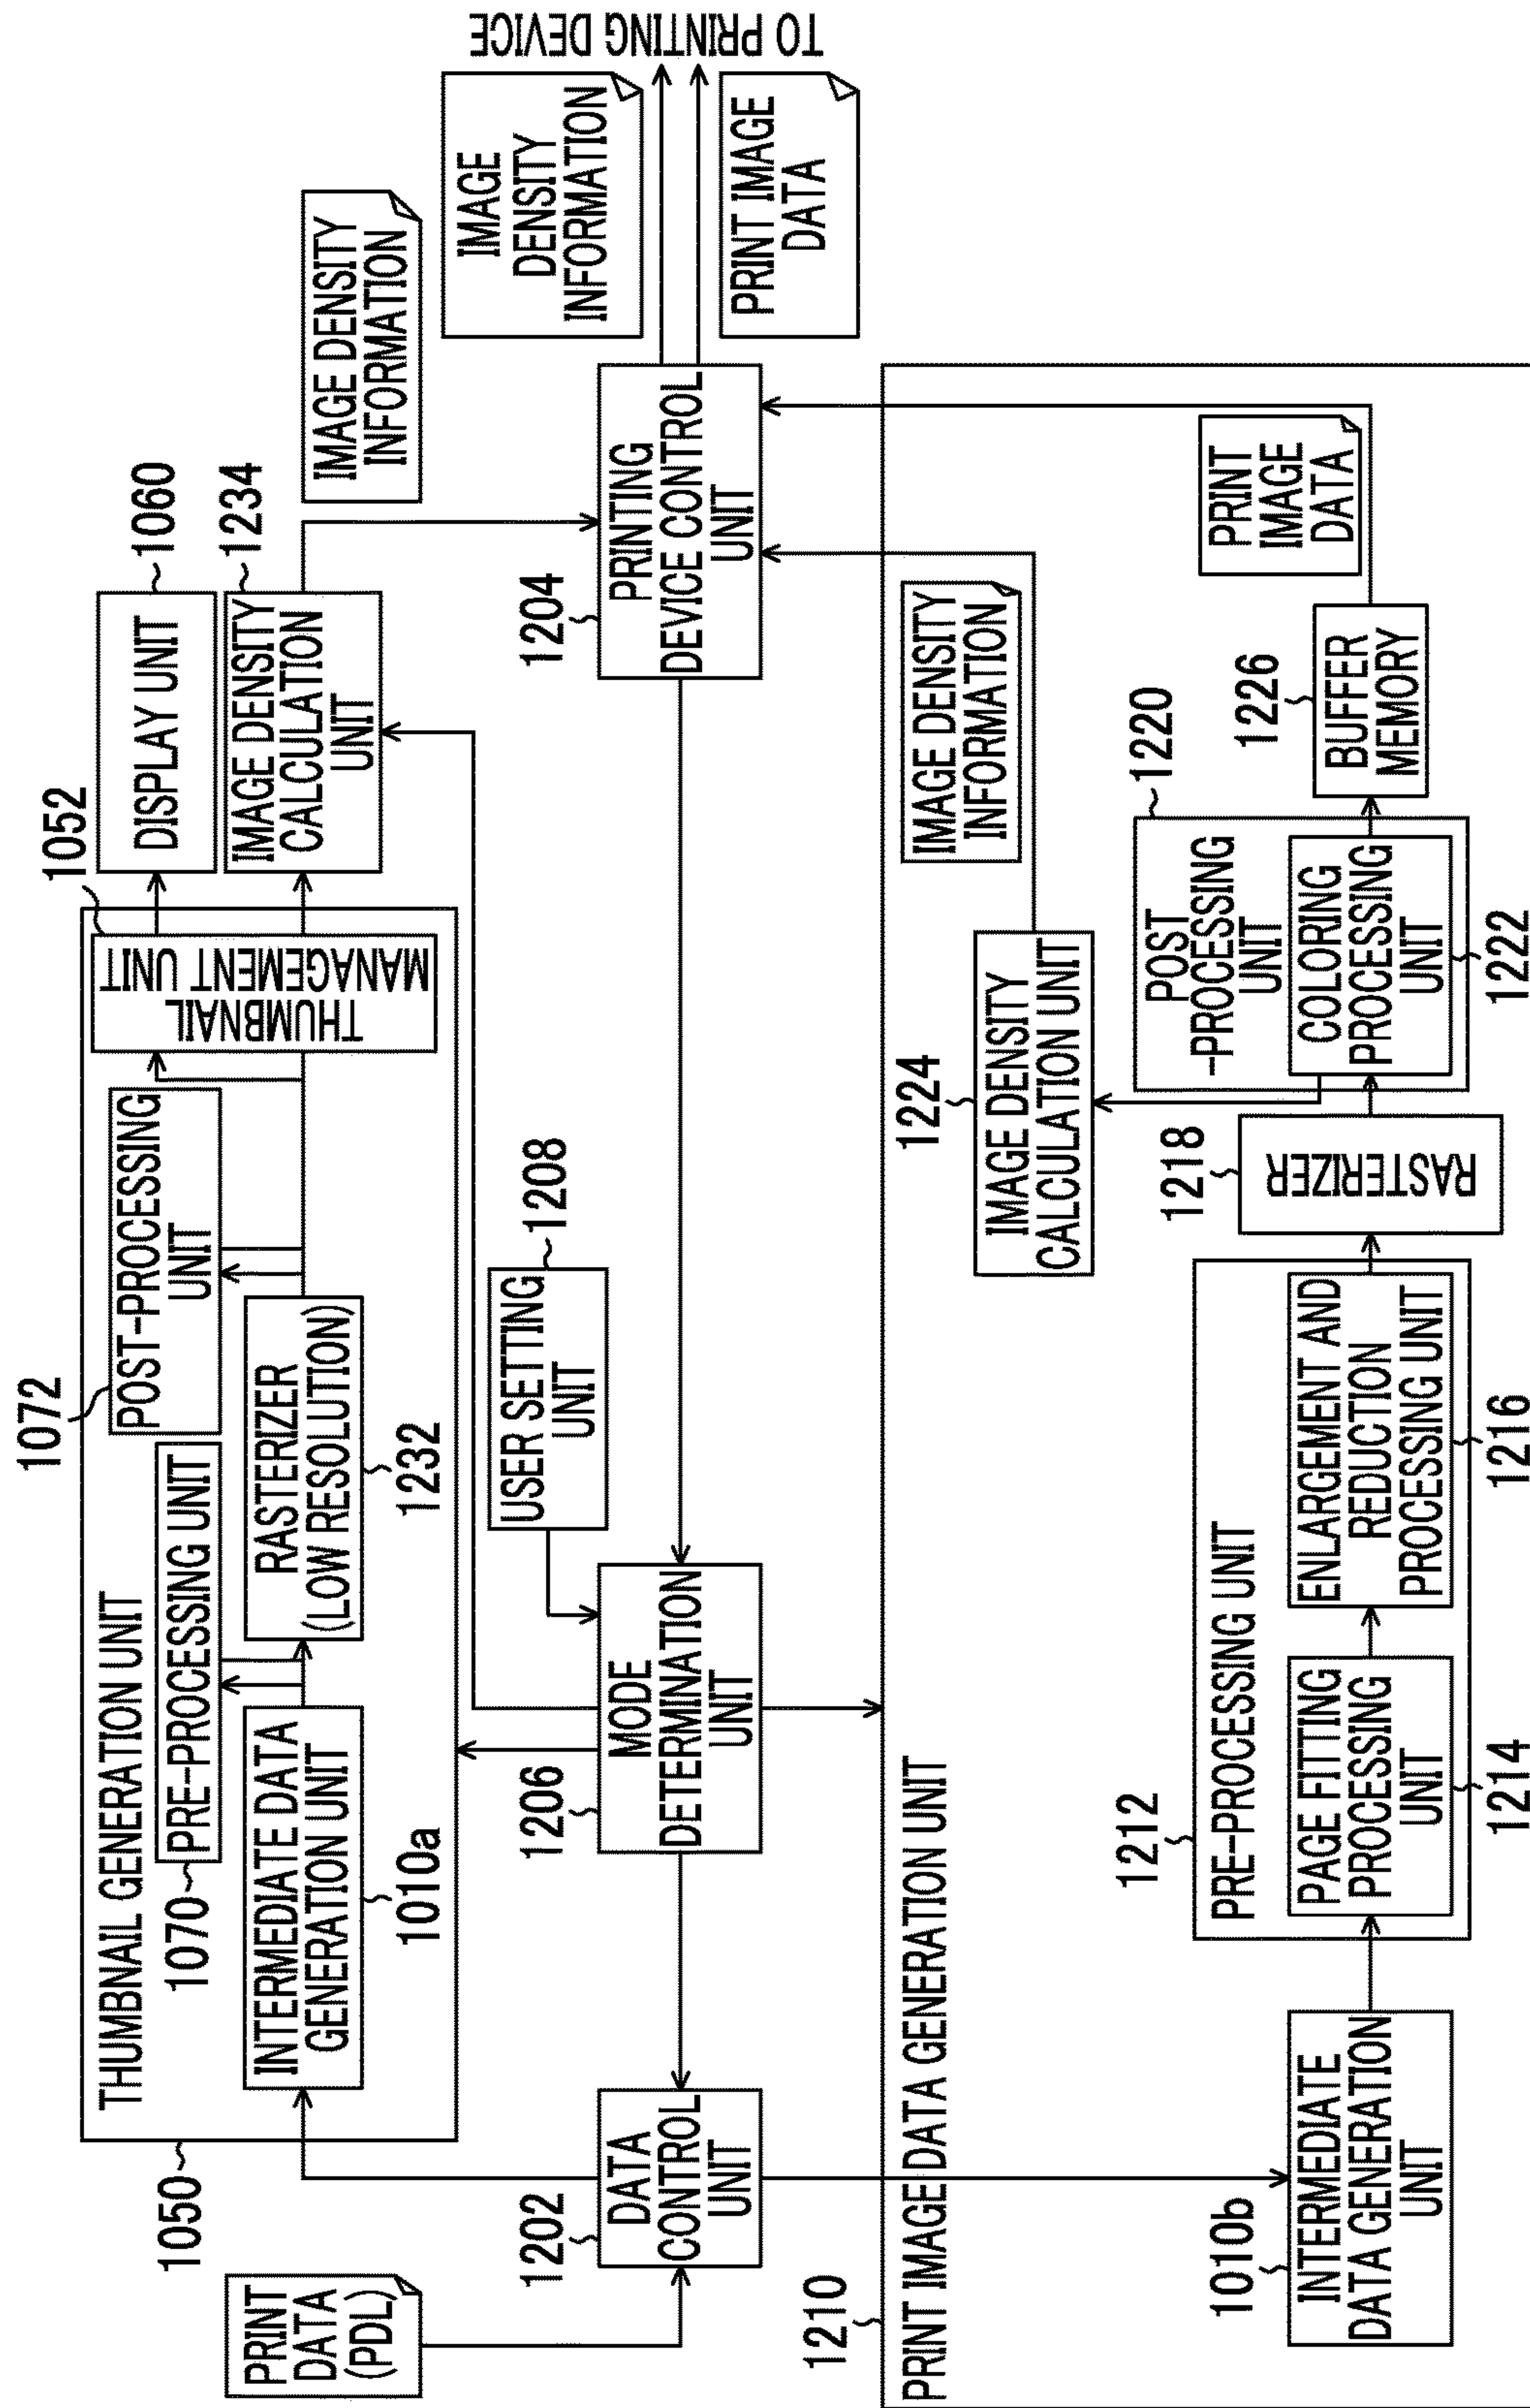 PRINT
DATA
(PDL)
1050
THUMBNAIL GENERATION UNIT
1070
PRE-PROCESSING UNIT
INTERMEDIATE DATA
GENERATION UNIT
1010a
RASTERIZER
(LOW RESOLUTION)
1232
1072
POST-PROCESSING
UNIT
THUMBNAIL
MANAGEMENT UNIT
1052
DISPLAY UNIT
1060
IMAGE DENSITY
CALCULATION
UNIT
1234
IMAGE DENSITY
INFORMATION
1202
DATA
CONTROL
UNIT
1206
MODE
DETERMINATION
UNIT
USER SETTING
UNIT
1208
1204
PRINTING
DEVICE CONTROL
UNIT
IMAGE
DENSITY
INFORMATION
PRINT IMAGE
DATA
TO PRINTING DEVICE
1210
PRINT IMAGE DATA GENERATION UNIT
1010b
INTERMEDIATE
DATA GENERATION
UNIT
1212
PRE-PROCESSING UNIT
PAGE FITTING
PROCESSING
UNIT
1214
ENLARGEMENT AND
REDUCTION
PROCESSING UNIT
1216
1218
RASTERIZER
1224
IMAGE DENSITY
CALCULATION UNIT
IMAGE DENSITY
INFORMATION
1220
POST
-PROCESSING
UNIT
COLORING
PROCESSING
UNIT
1222
1226
BUFFER
MEMORY
PRINT
IMAGE
DATA